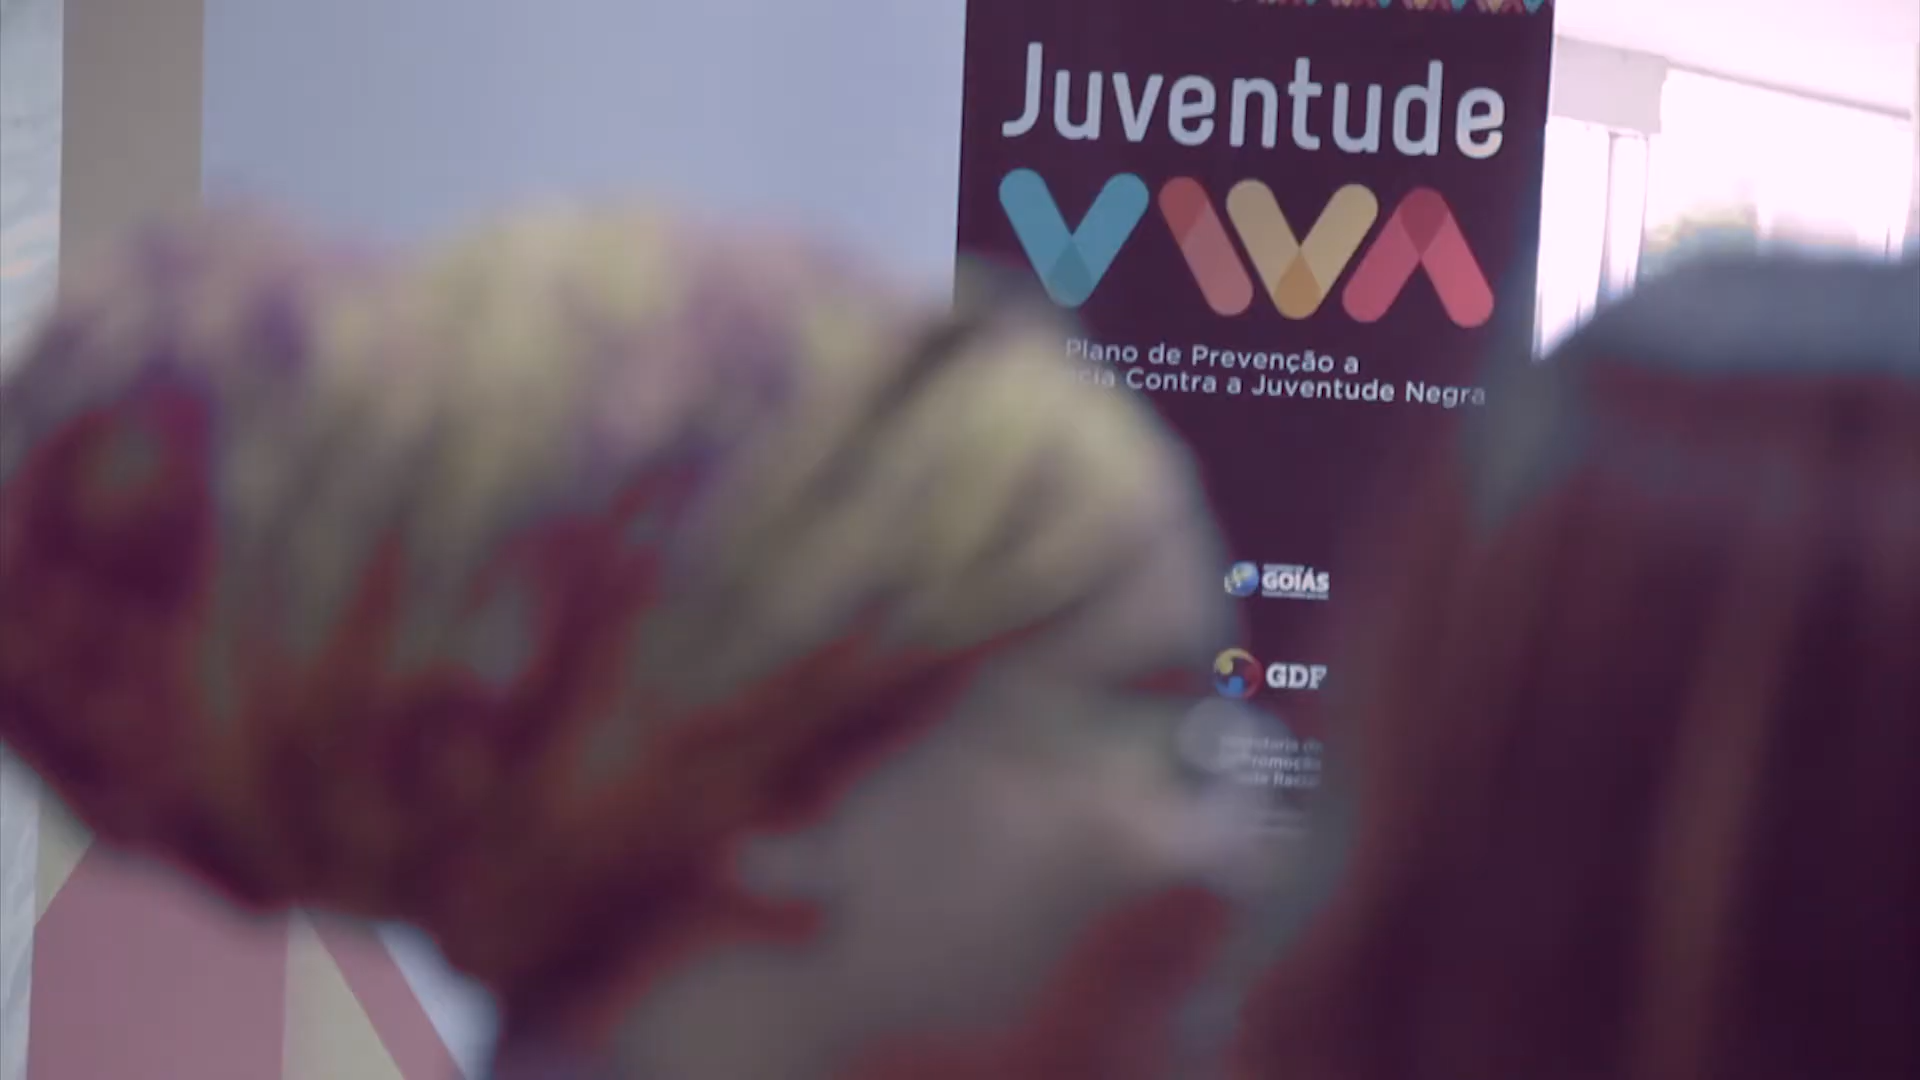 Juventude
VIVA
Plano de Prevenção a
Contra a Juventude Negra
GOIÁS
GDF